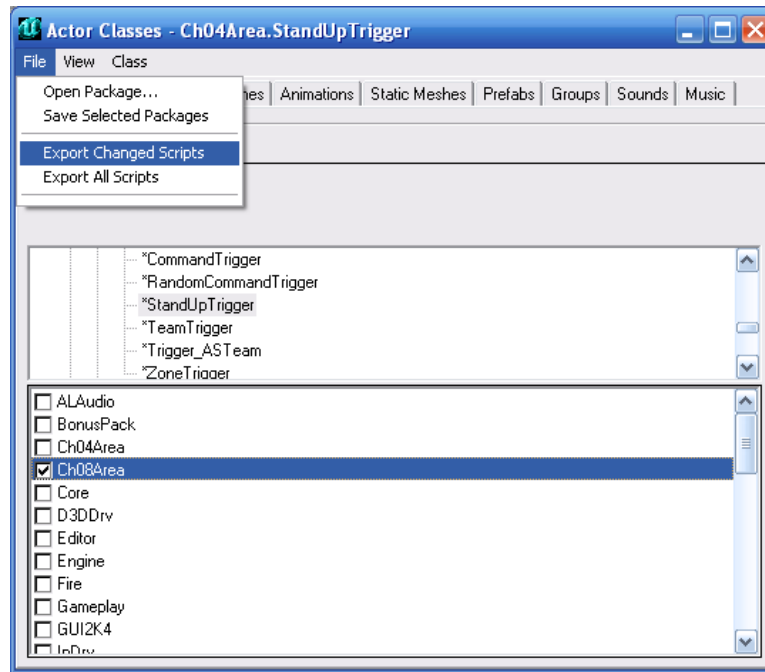 Actor Classes - Ch04Area.StandUpTrigger
File View Class
Open Package...
Animations Static Meshes Prefabs Groups Sounds Music
Save Selected Packages
Export Changed Scripts
Export All Scripts
*CommandTrigger
*RandomCommandTrigger
*StandUpTrigger
*TeamTrigger
*Trigger_ASTeam
*ZoneTrigger
ALAudio
BonusPack
Ch04Area
Ch08Area
Core
D3DDrv
Editor
Engine
Fire
Gameplay
GUI2K4
IpDrv